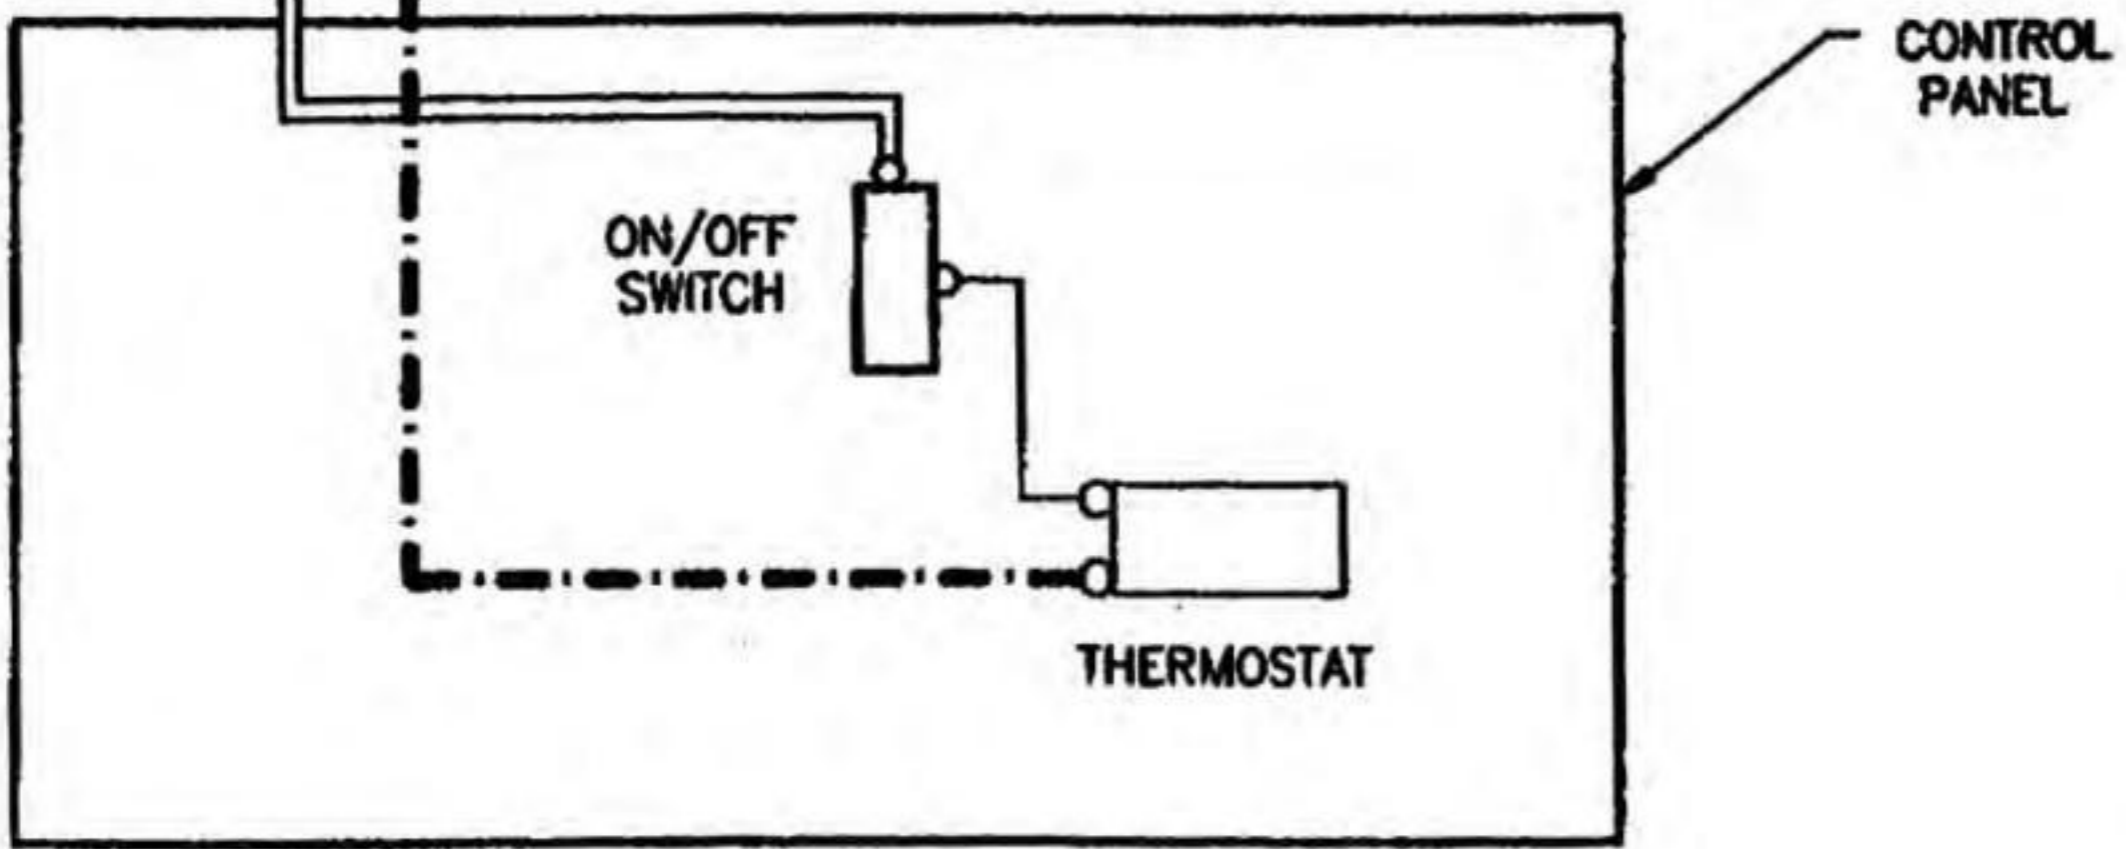 CONTROL
PANEL
ON/OFF
SWITCH
THERMOSTAT